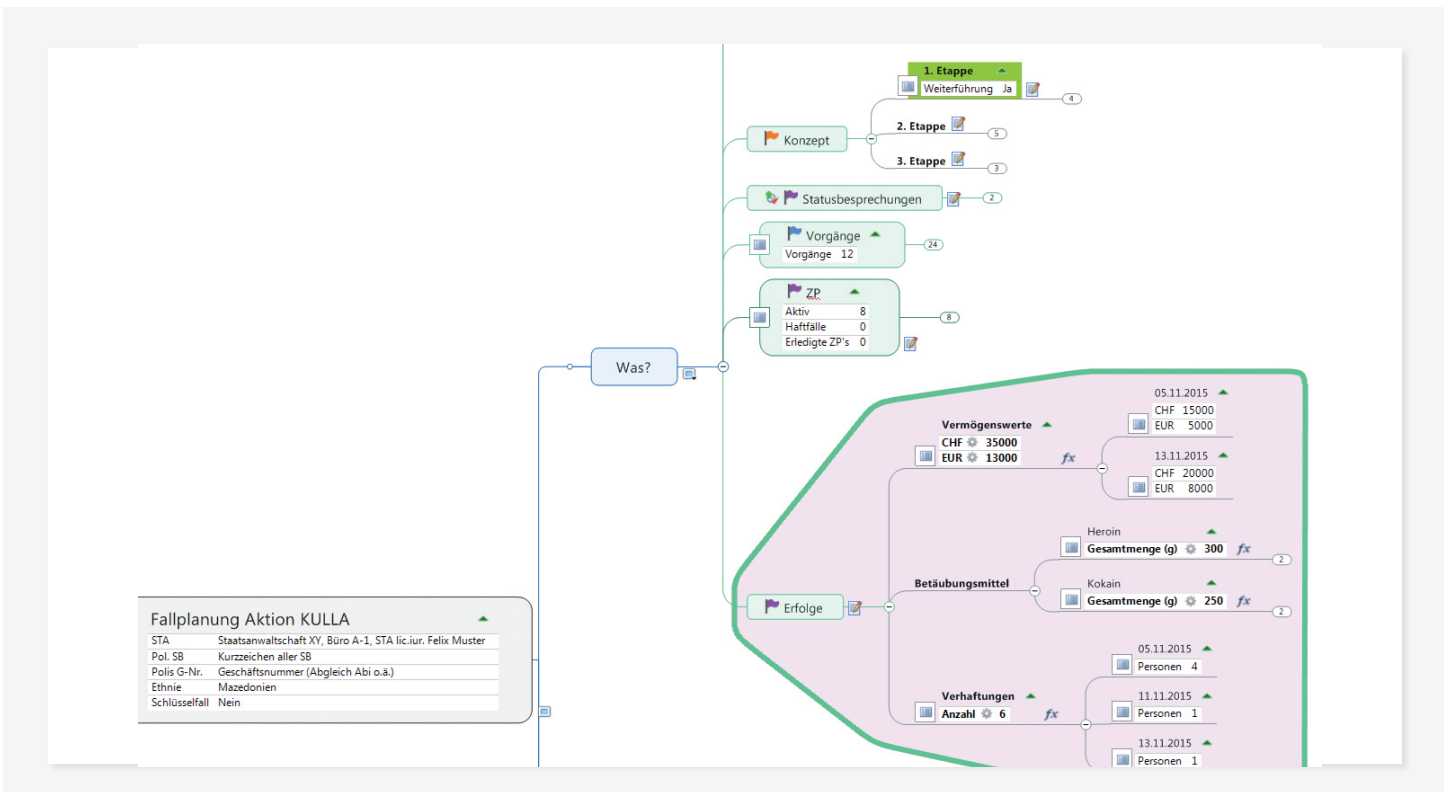 1. Etappe
Weiterführung Ja
4
2. Etappe
5
3. Etappe
3
Konzept
Statusbesprechungen
2
Vorgänge
Vorgänge 12
24
ZP
Aktiv 8
Haftfälle 0
Erledigte ZP's 0
8
Was?
Erfolge
Vermögenswerte
CHF 35000
EUR 13000
fx
05.11.2015
CHF 15000
EUR 5000
13.11.2015
CHF 20000
EUR 8000
Betäubungsmittel
Heroin
Gesamtmenge (g) 300 fx
2
Kokain
Gesamtmenge (g) 250 fx
2
Verhaftungen
Anzahl 6 fx
05.11.2015
Personen 4
11.11.2015
Personen 1
13.11.2015
Personen 1
Fallplanung Aktion KULLA
STA Staatsanwaltschaft XY, Büro A-1, STA lic.iur. Felix Muster
Pol. SB Kurzzeichen aller SB
Polis G-Nr. Geschäftsnummer (Abgleich Abi o.ä.)
Ethnie Mazedonien
Schlüsselfall Nein